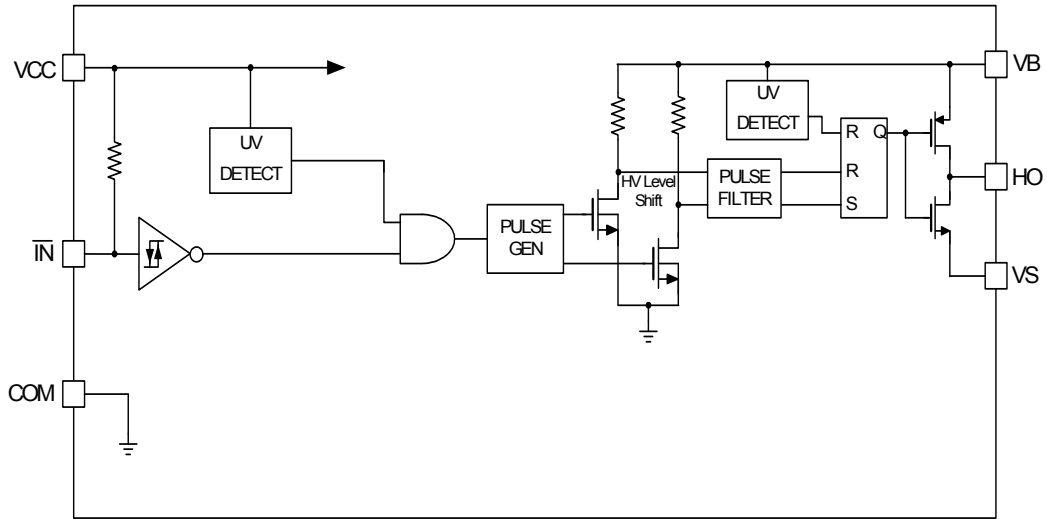 VCC
VB
UV
DETECT
UV
DETECT
R
Q
HV Level
Shift
PULSE
FILTER
R
S
HO
PULSE
GEN
IN
VS
COM